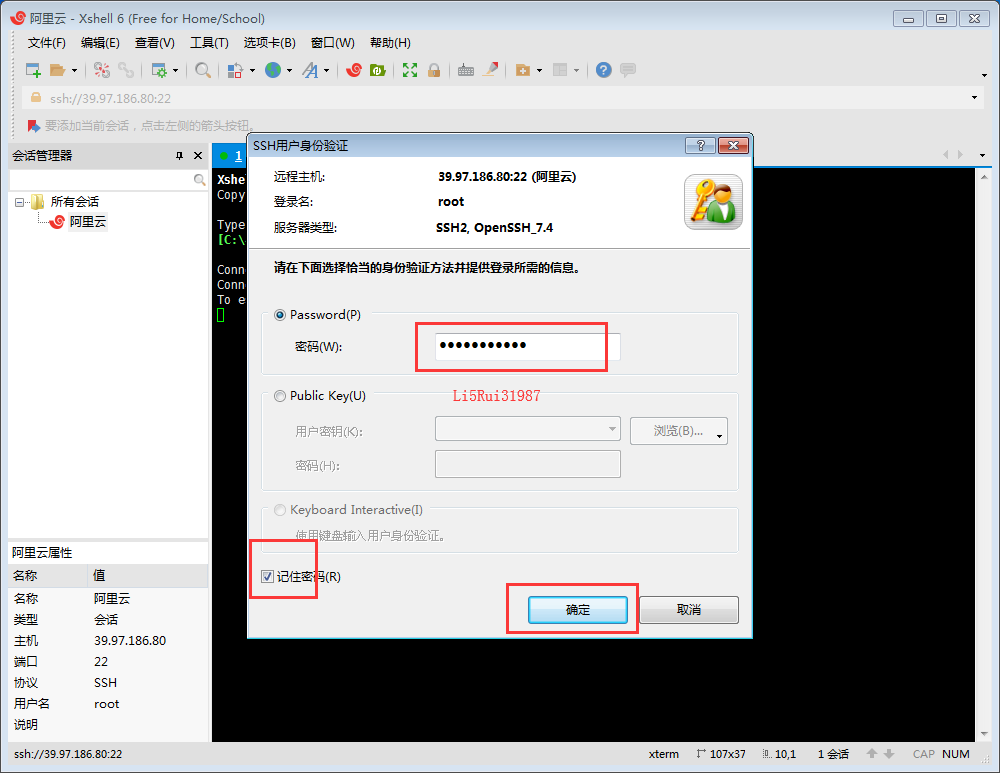 阿里云 - Xshell 6 (Free for Home/School)
文件(F) 编辑(E) 查看(V) 工具(T) 选项卡(B) 窗口(W) 帮助(H)
ssh://39.97.186.80:22
要添加当前会话，点击左侧的箭头按钮。
会话管理器
1
所有会话
阿里云
Xshe
Copy
Type
[C:\
Conn
Conn
To e
SSH用户身份验证
远程主机: 39.97.186.80:22 (阿里云)
登录名: root
服务器类型: SSH2, OpenSSH_7.4
请在下面选择恰当的身份验证方法并提供登录所需的信息。
Password(P)
密码(W): ●●●●●●●●●●●
Public Key(U)
Li5Rui31987
用户密钥(K):
浏览(B)...
密码(H):
Keyboard Interactive(I)
使用键盘输入用户身份验证。
记住密码(R)
确定
取消
阿里云属性
名称 值
名称 阿里云
类型 会话
主机 39.97.186.80
端口 22
协议 SSH
用户名 root
说明
ssh://39.97.186.80:22
xterm 107x37 10,1 1 会话 CAP NUM